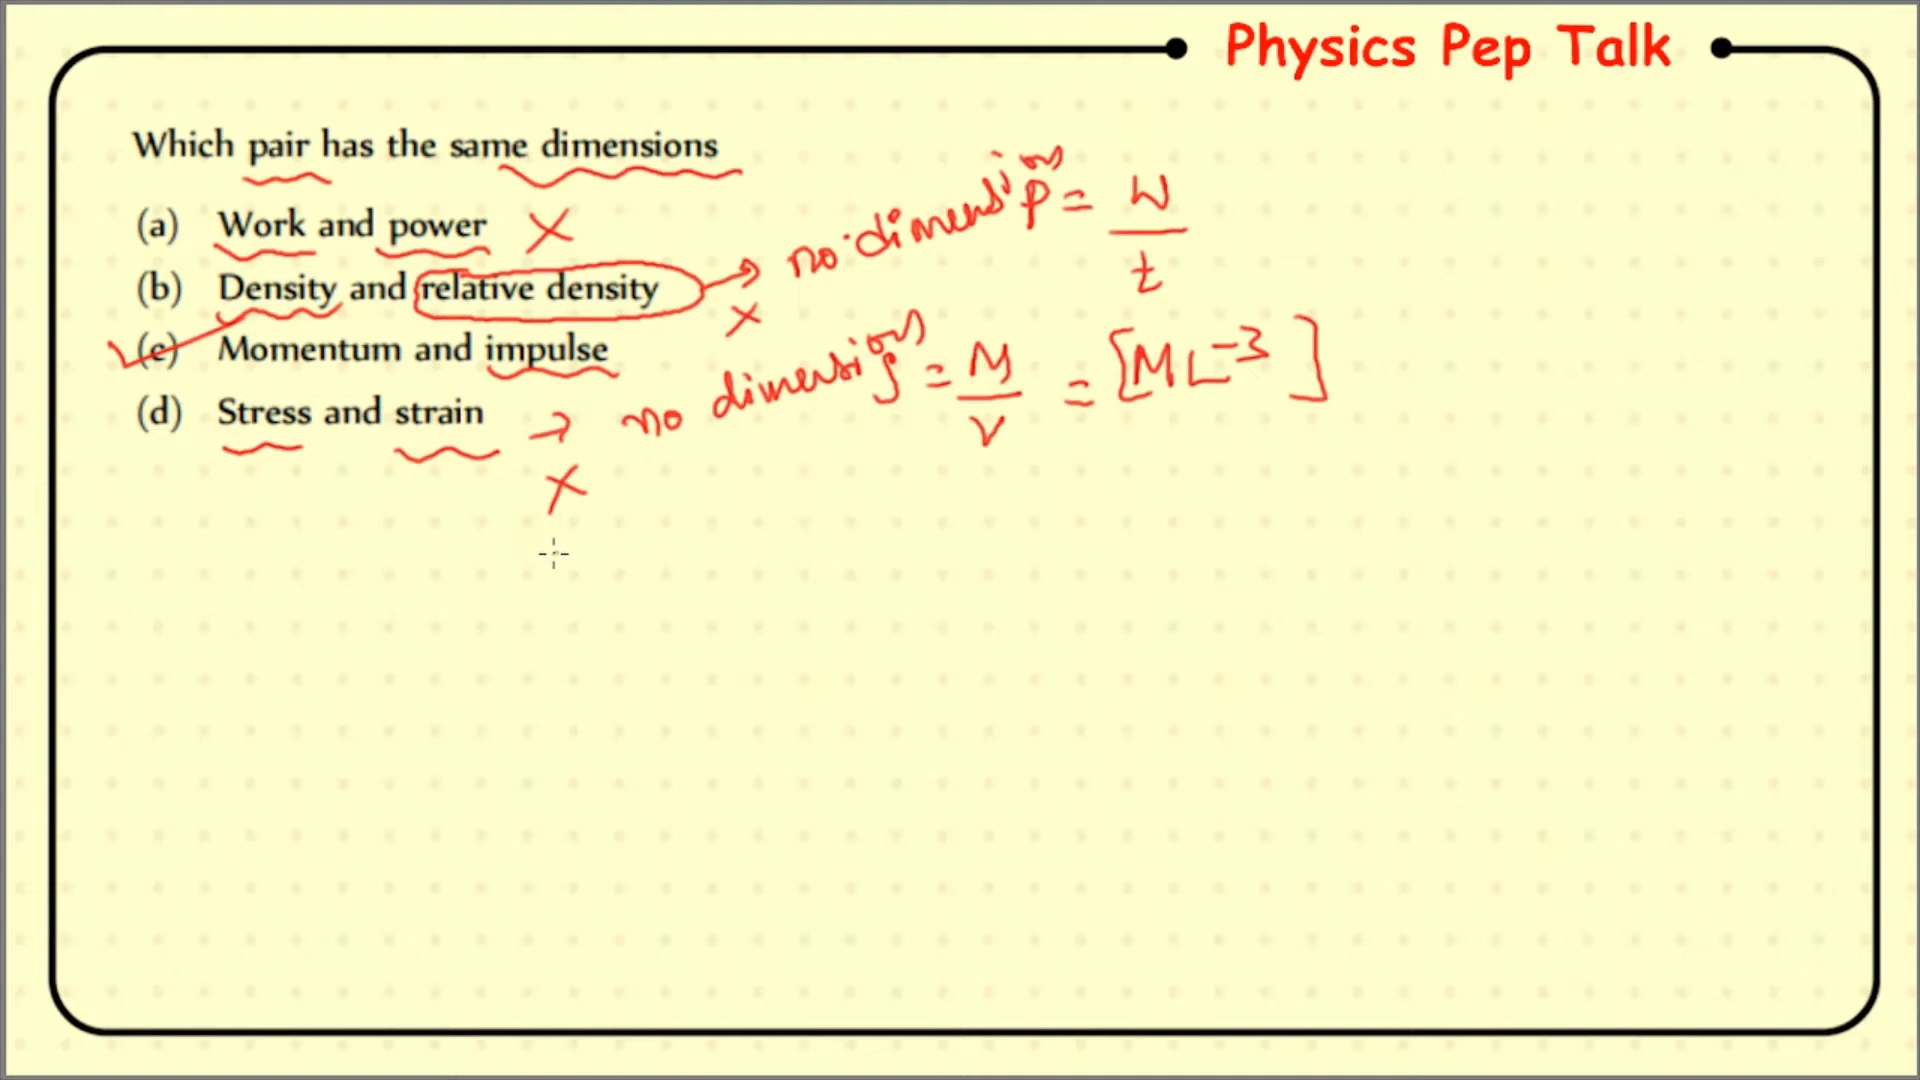 Physics Pep Talk
Which pair has the same dimensions
(a) Work and power X
(b) Density and relative density → no dimensions X
(c) Momentum and impulse
(d) Stress and strain → no dimensions X
P = W / t
ρ = M / V = [ML⁻³]